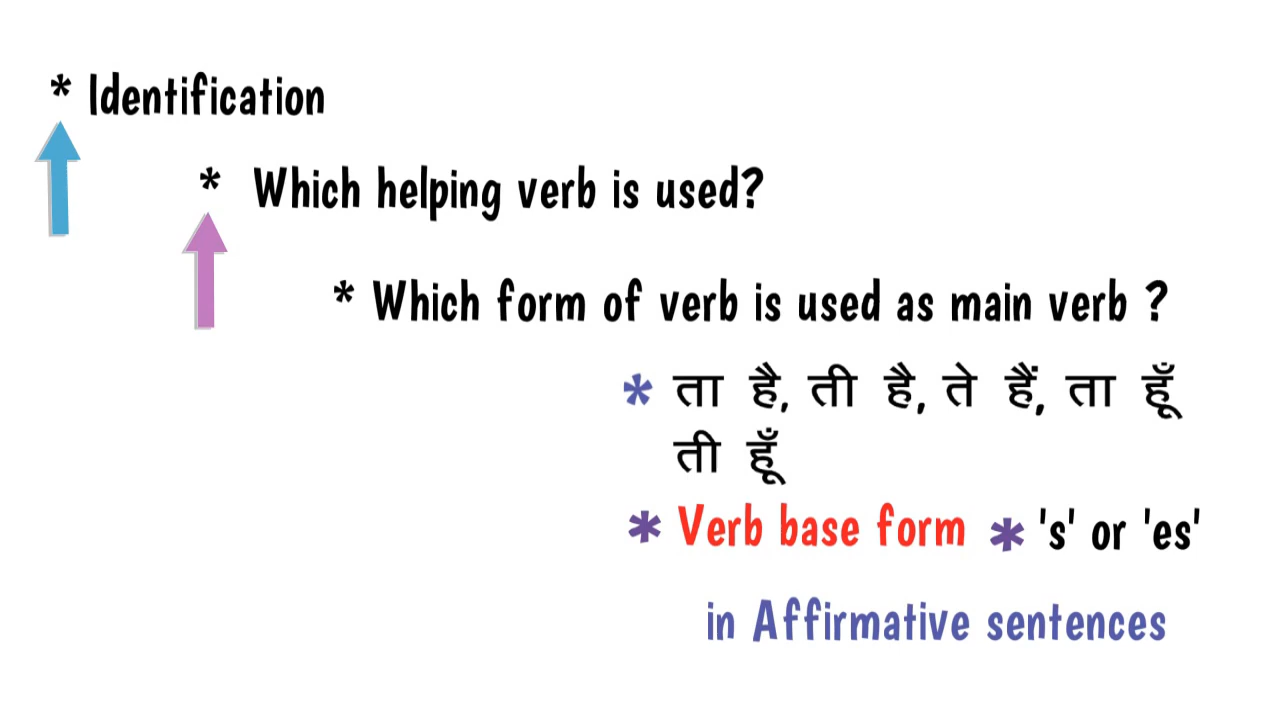 * Identification
* Which helping verb is used?
* Which form of verb is used as main verb ?
* ता है, ती है, ते हैं, ता हूँ
ती हूँ
* Verb base form * 's' or 'es'
in Affirmative sentences